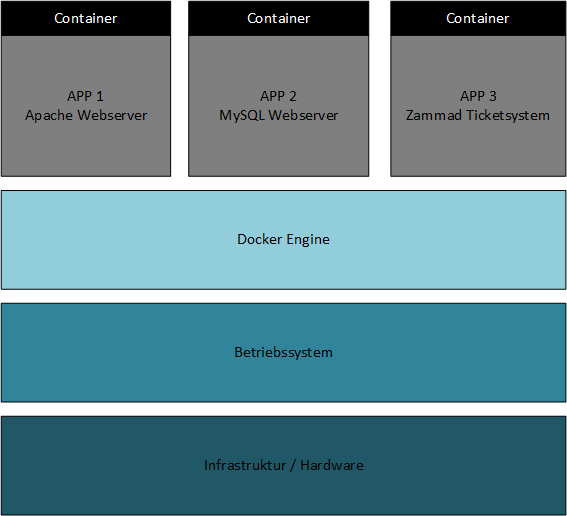 Container
Container
Container
APP 1
Apache Webserver
APP 2
MySQL Webserver
APP 3
Zammad Ticketsystem
Docker Engine
Betriebssystem
Infrastruktur / Hardware